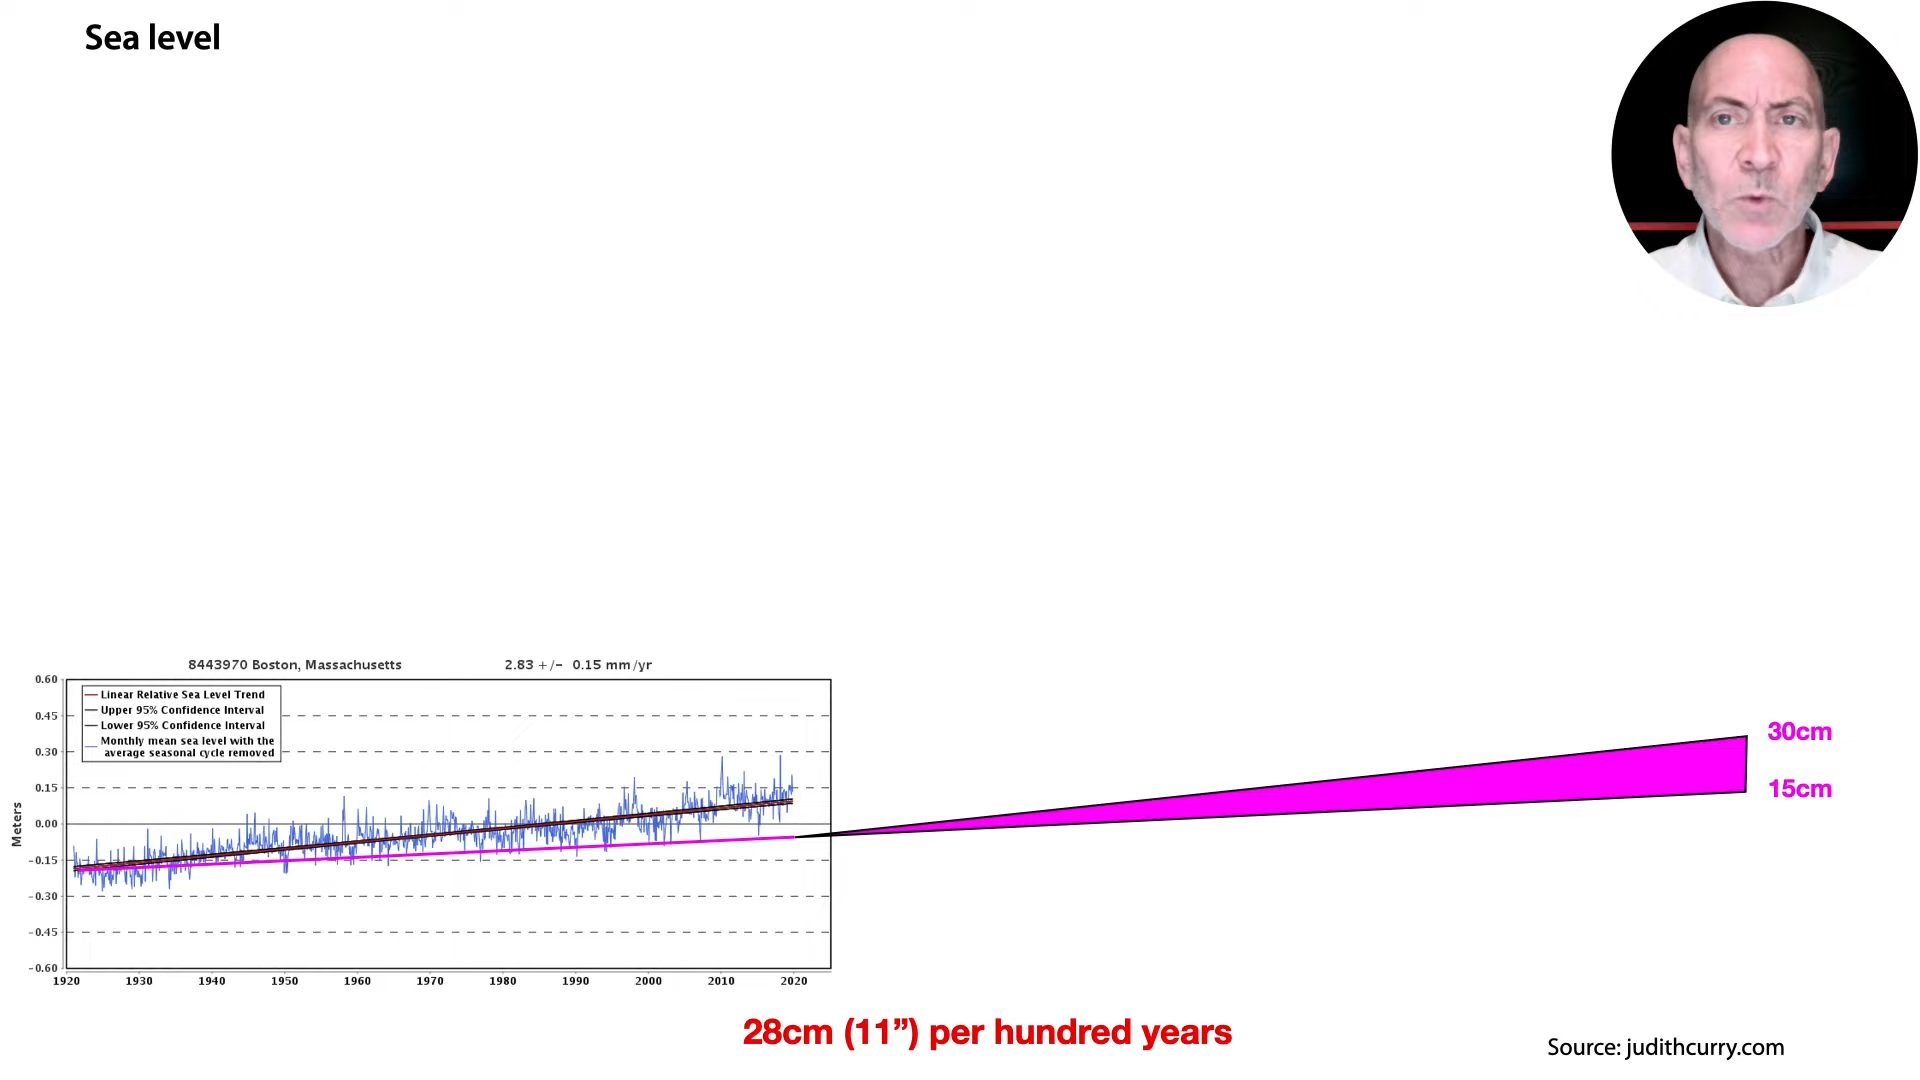 Sea level
8443970 Boston, Massachusetts 2.83 +/- 0.15 mm/yr
0.60
0.45
0.30
0.15
0.00
-0.15
-0.30
-0.45
-0.60
Meters
Linear Relative Sea Level Trend
Upper 95% Confidence Interval
Lower 95% Confidence Interval
Monthly mean sea level with the
average seasonal cycle removed
1920 1930 1940 1950 1960 1970 1980 1990 2000 2010 2020
30cm
15cm
28cm (11”) per hundred years
Source: judithcurry.com